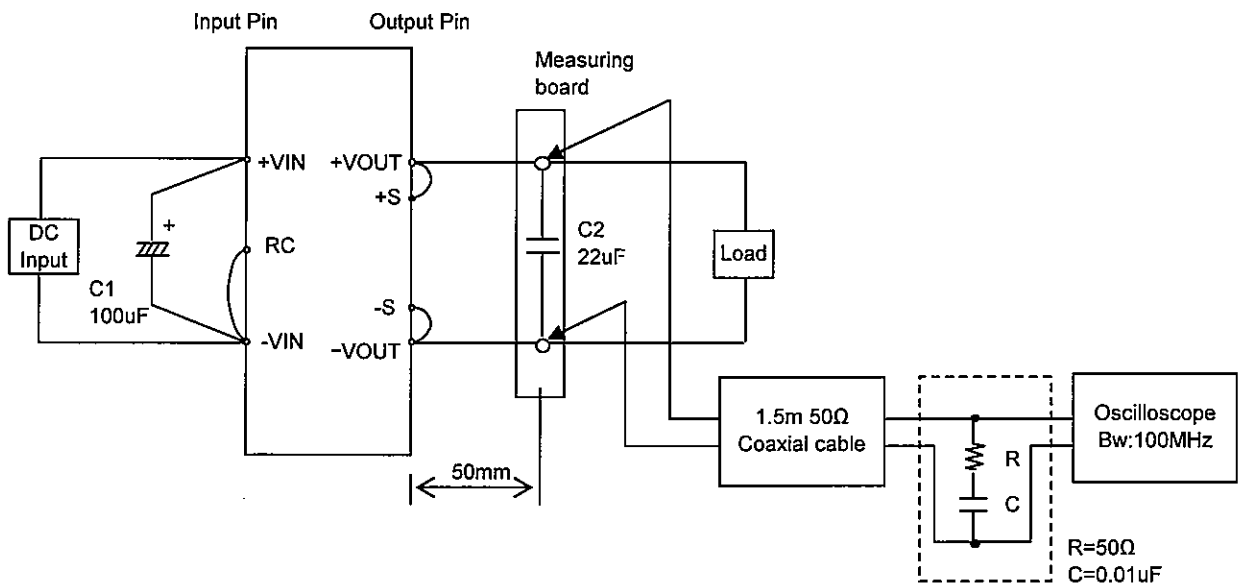 Input Pin
Output Pin
Measuring
board
+VIN
+VOUT
+S
DC
Input
+
C1
100uF
RC
C2
22uF
Load
-S
-VIN
−VOUT
50mm
1.5m 50Ω
Coaxial cable
R
C
Oscilloscope
Bw:100MHz
R=50Ω
C=0.01uF